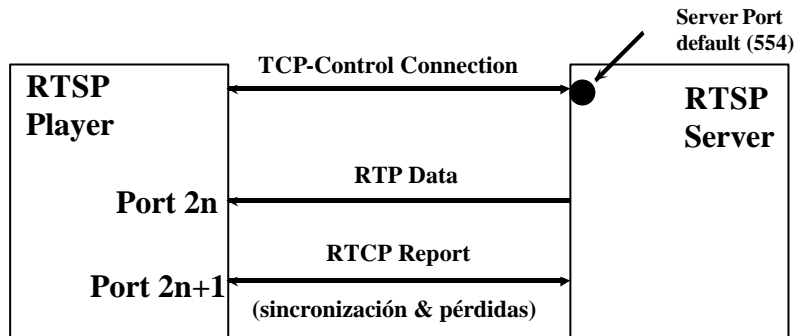 Server Port
default (554)
TCP-Control Connection
RTSP
Player
RTSP
Server
RTP Data
Port 2n
RTCP Report
Port 2n+1
(sincronización & pérdidas)